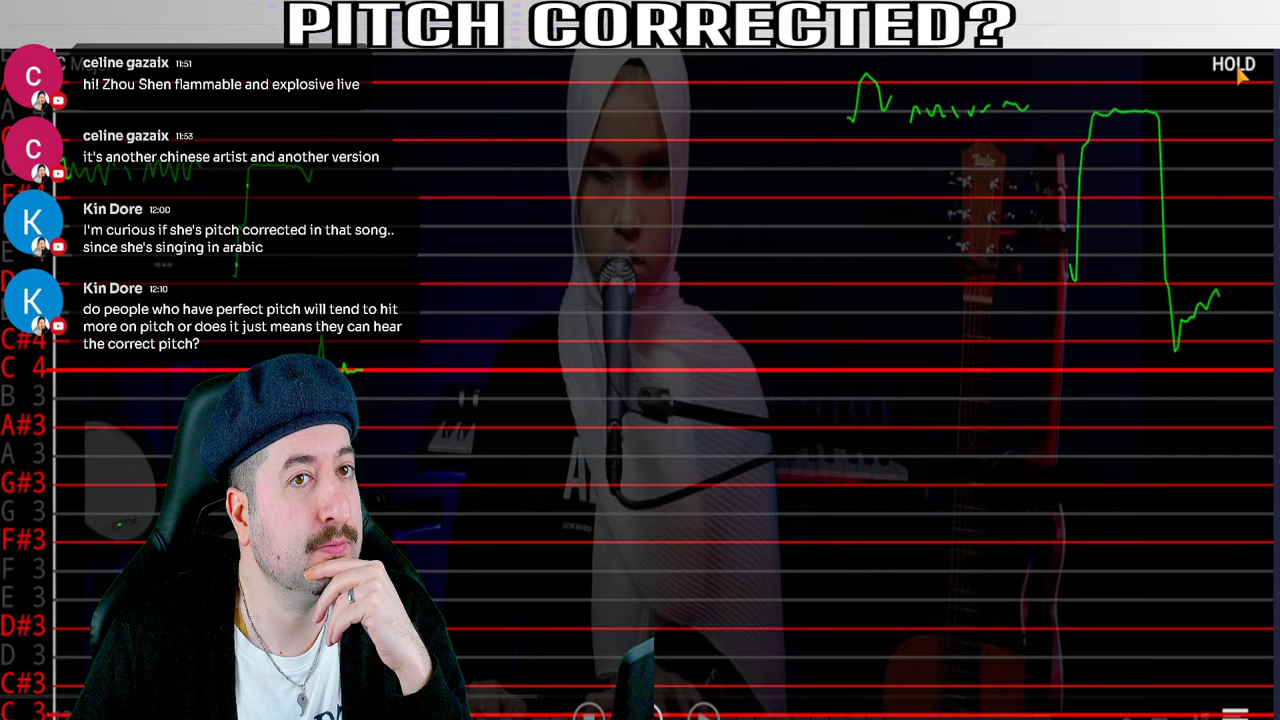 PITCH CORRECTED?
HOLD
C
celine gazaix 11:51
hi! Zhou Shen flammable and explosive live
C
celine gazaix 11:53
it's another chinese artist and another version
K
Kin Dore 12:00
I'm curious if she's pitch corrected in that song..
since she's singing in arabic
K
Kin Dore 12:10
do people who have perfect pitch will tend to hit
more on pitch or does it just means they can hear
the correct pitch?
C#4
C 4
B 3
A#3
A 3
G#3
G 3
F#3
F 3
E 3
D#3
D 3
C#3
C 3
Taylor